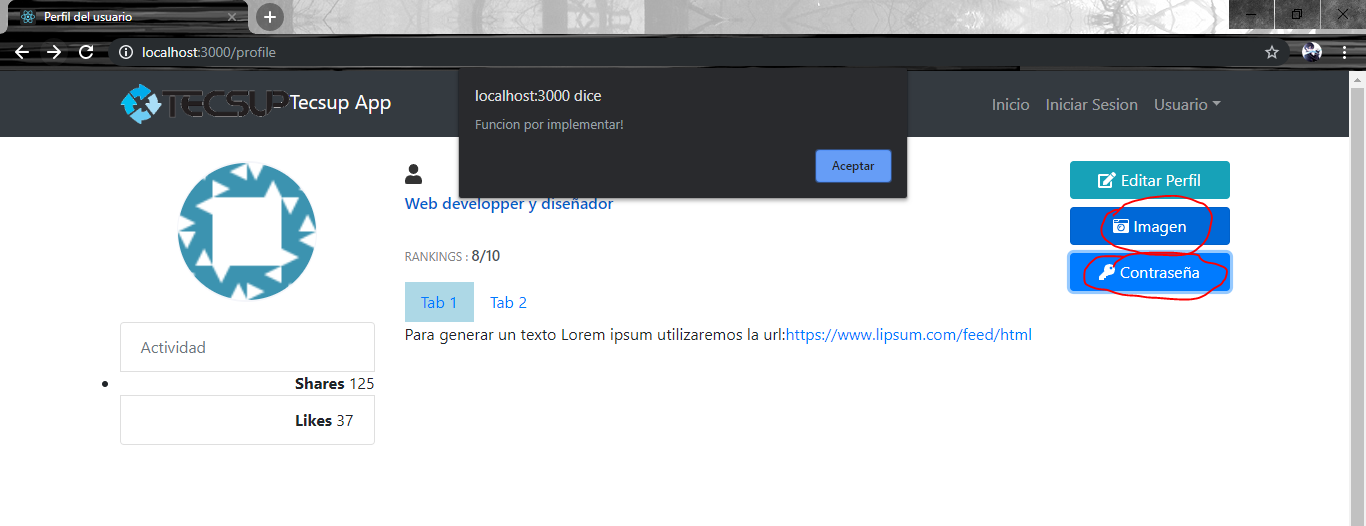 Perfil del usuario
localhost:3000/profile
TECSUP Tecsup App
Inicio Iniciar Sesion Usuario
localhost:3000 dice
Funcion por implementar!
Aceptar
Web developper y diseñador
RANKINGS : 8/10
Tab 1 Tab 2
Para generar un texto Lorem ipsum utilizaremos la url:https://www.lipsum.com/feed/html
Editar Perfil
Imagen
Contraseña
Actividad
Shares 125
Likes 37